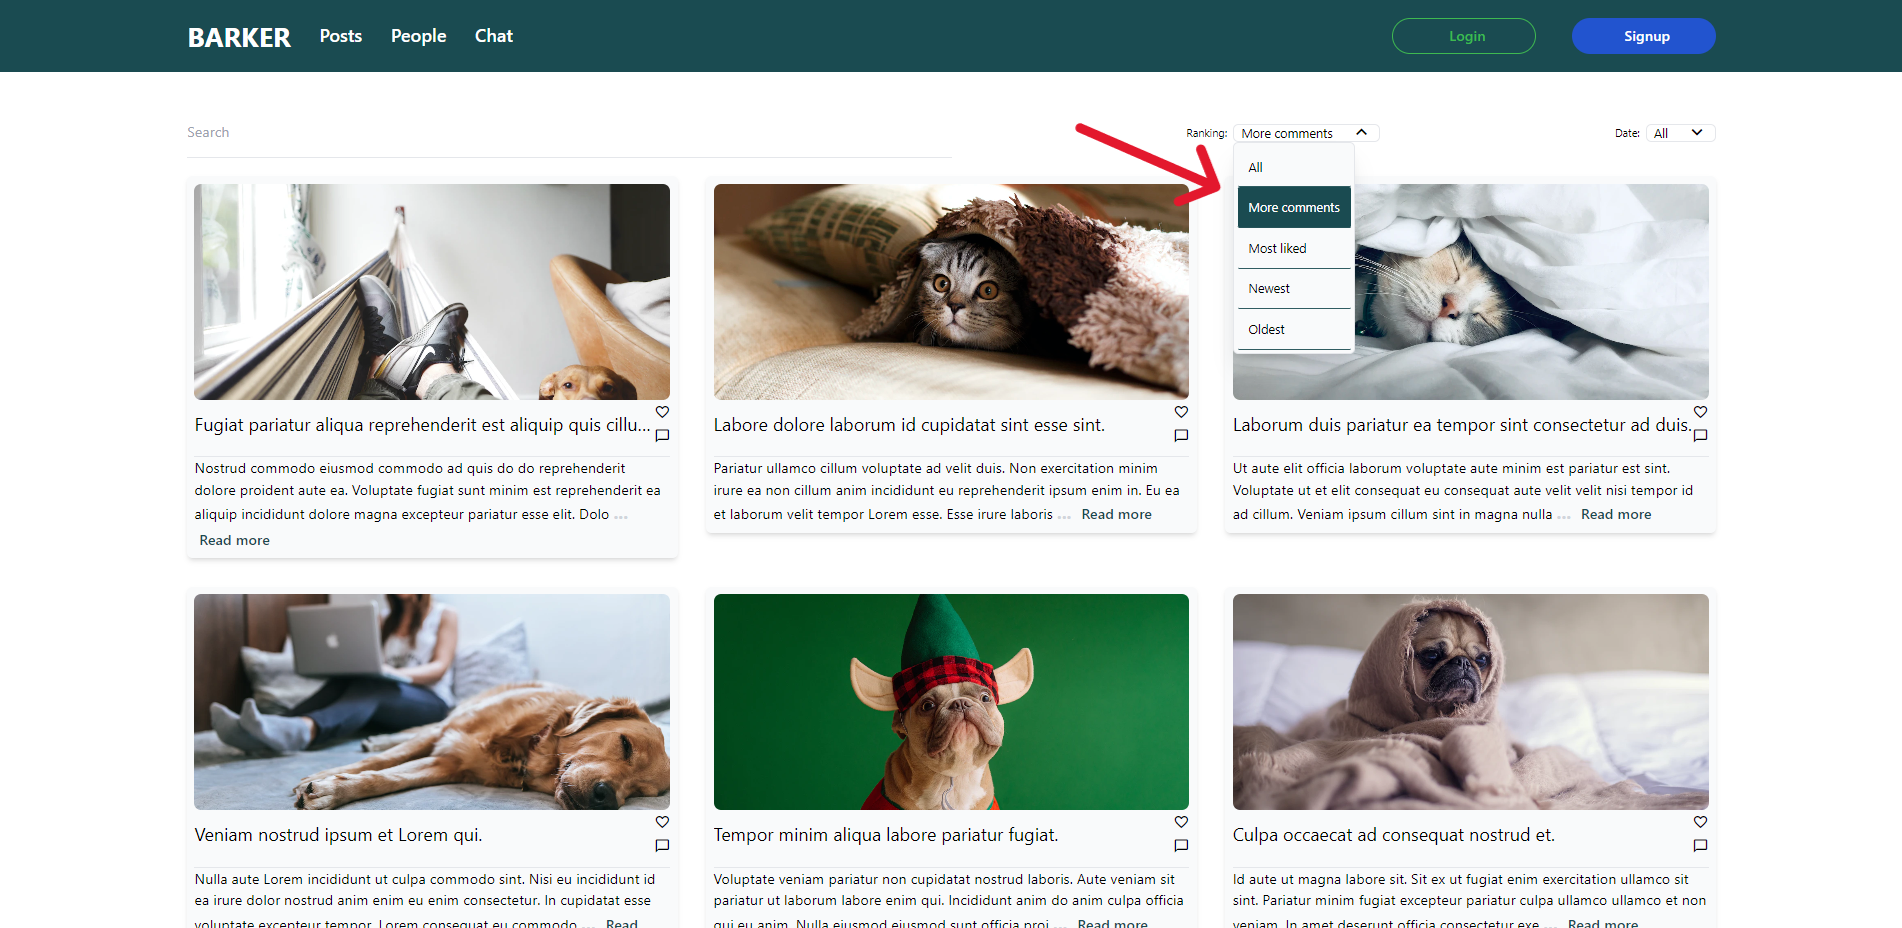 BARKER Posts People Chat Login Signup
Search Ranking: More comments Date: All
All
More comments
Most liked
Newest
Oldest
Fugiat pariatur aliqua reprehenderit est aliquip quis cillu...
Nostrud commodo eiusmod commodo ad quis do do reprehenderit
dolore proident aute ea. Voluptate fugiat sunt minim est reprehenderit ea
aliquip incididunt dolore magna excepteur pariatur esse elit. Dolo ...
Read more
Labore dolore laborum id cupidatat sint esse sint.
Pariatur ullamco cillum voluptate ad velit duis. Non exercitation minim
irure ea non cillum anim incididunt eu reprehenderit ipsum enim in. Eu ea
et laborum velit tempor Lorem esse. Esse irure laboris ... Read more
Laborum duis pariatur ea tempor sint consectetur ad duis.
Ut aute elit officia laborum voluptate aute minim est pariatur est sint.
Voluptate ut et elit consequat eu consequat aute velit velit nisi tempor id
ad cillum. Veniam ipsum cillum sint in magna nulla ... Read more
Veniam nostrud ipsum et Lorem qui.
Nulla aute Lorem incididunt ut culpa commodo sint. Nisi eu incididunt id
ea irure dolor nostrud anim enim eu enim consectetur. In cupidatat esse
voluptate excepteur tempor. Lorem consequat eu commodo ... Read
Tempor minim aliqua labore pariatur fugiat.
Voluptate veniam pariatur non cupidatat nostrud laboris. Aute veniam sit
pariatur ut laborum labore enim qui. Incididunt anim do anim culpa officia
qui eu anim. Nulla eiusmod eiusmod sunt officia proi ... Read more
Culpa occaecat ad consequat nostrud et.
Id aute ut magna labore sit. Sit ex ut fugiat enim exercitation ullamco sit
sint. Pariatur minim fugiat excepteur pariatur culpa ullamco ullamco et non
veniam. In amet deserunt officia consectetur exe ... Read more